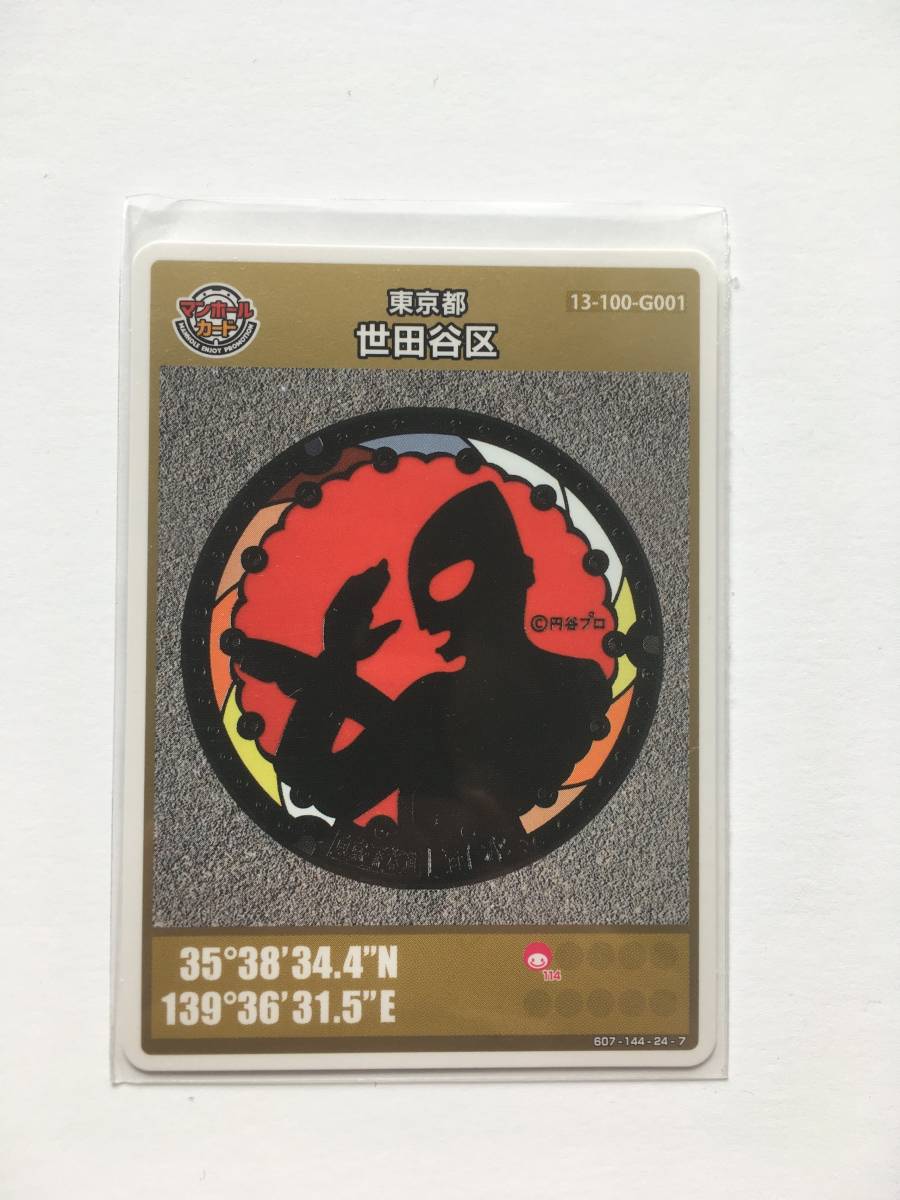 マンホール
カード
MANHOLE ENJOY PROMOTION
東京都
世田谷区
13-100-G001
©円谷プロ
35°38'34.4"N
139°36'31.5"E
114
607-144-24-7